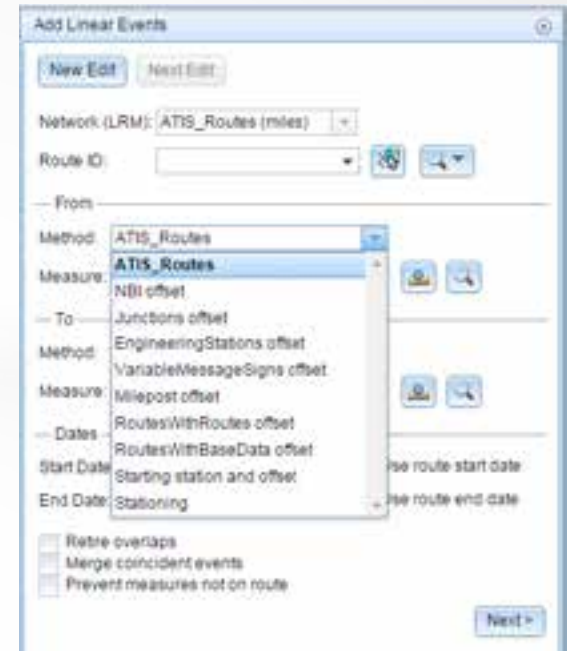 Add Linear Events
New Edit Next Edit
Network (LRM): ATIS_Routes (miles)
Route ID:
From
Method: ATIS_Routes
ATIS_Routes
Measure:
NBI offset
To
Junctions offset
EngineeringStations offset
Method:
VariableMessageSigns offset
Measure:
Milepost offset
RoutesWithRoutes offset
Dates
RoutesWithBaseData offset
Start Date Starting station and offset route start date
End Date: Stationing route end date
Retire overlaps
Merge coincident events
Prevent measures not on route
Next >